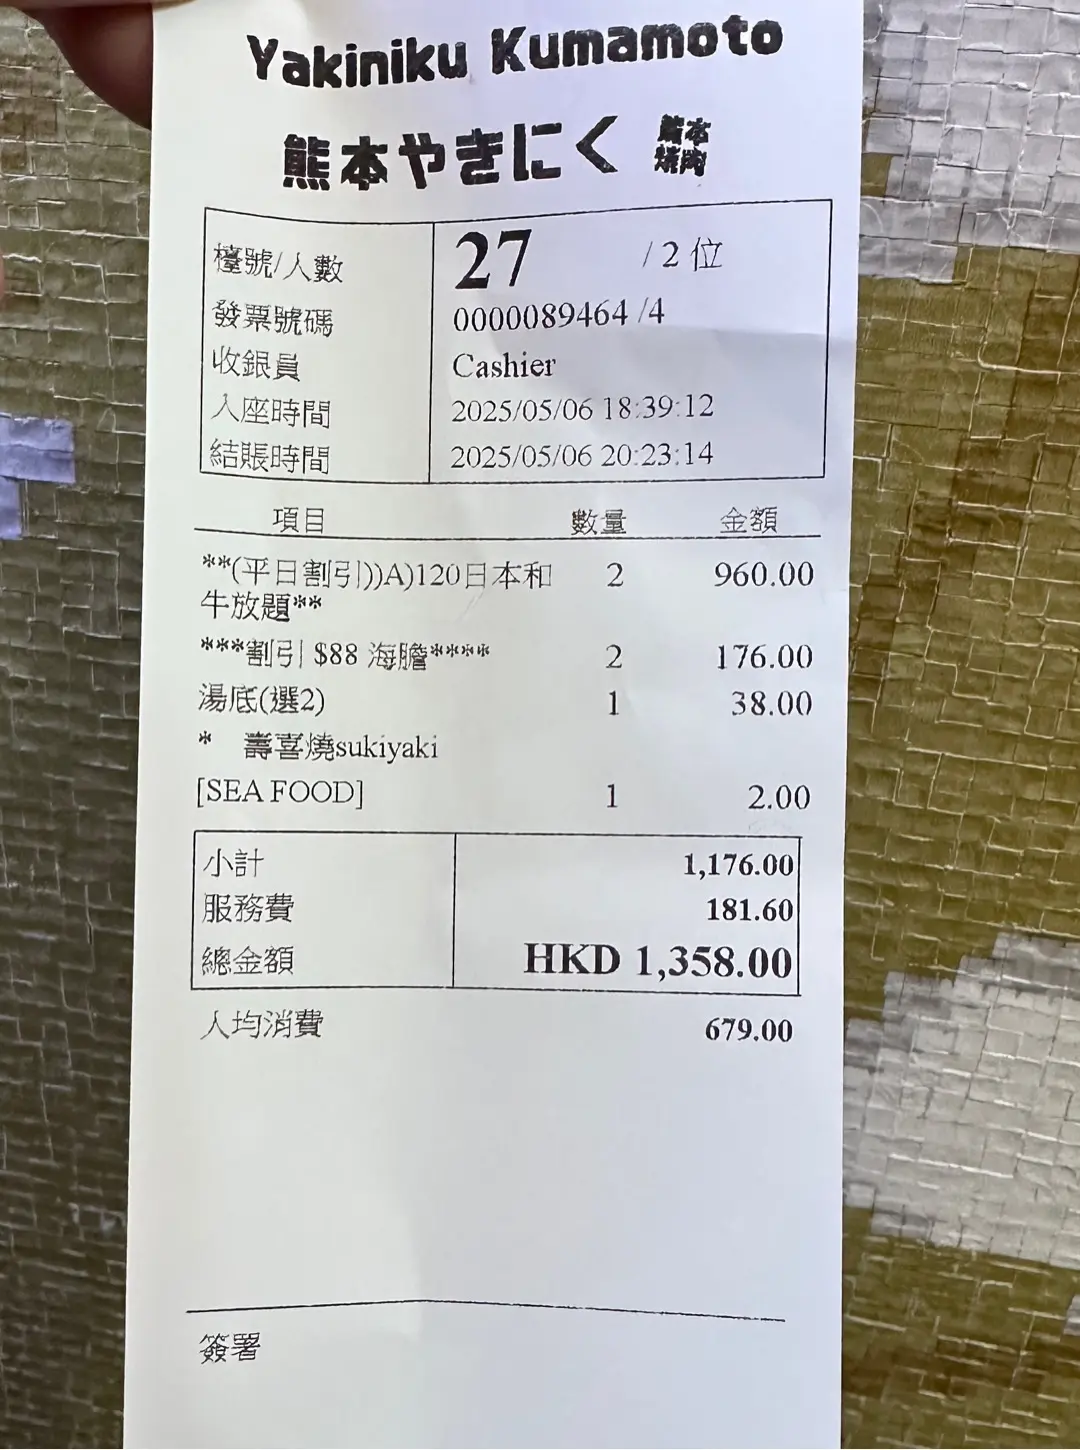 Yakiniku Kumamoto
熊本やきにく 熊本焼肉
檯號/人數 27 /2 位
發票號碼 0000089464 /4
收銀員 Cashier
入座時間 2025/05/06 18:39:12
結賬時間 2025/05/06 20:23:14
項目 數量 金額
**(平日割引))A)120日本和 2 960.00
牛放題**
***割引 $88 海膽**** 2 176.00
湯底(選2) 1 38.00
* 壽喜燒sukiyaki
[SEA FOOD] 1 2.00
小計 1,176.00
服務費 181.60
總金額 HKD 1,358.00
人均消費 679.00
簽署